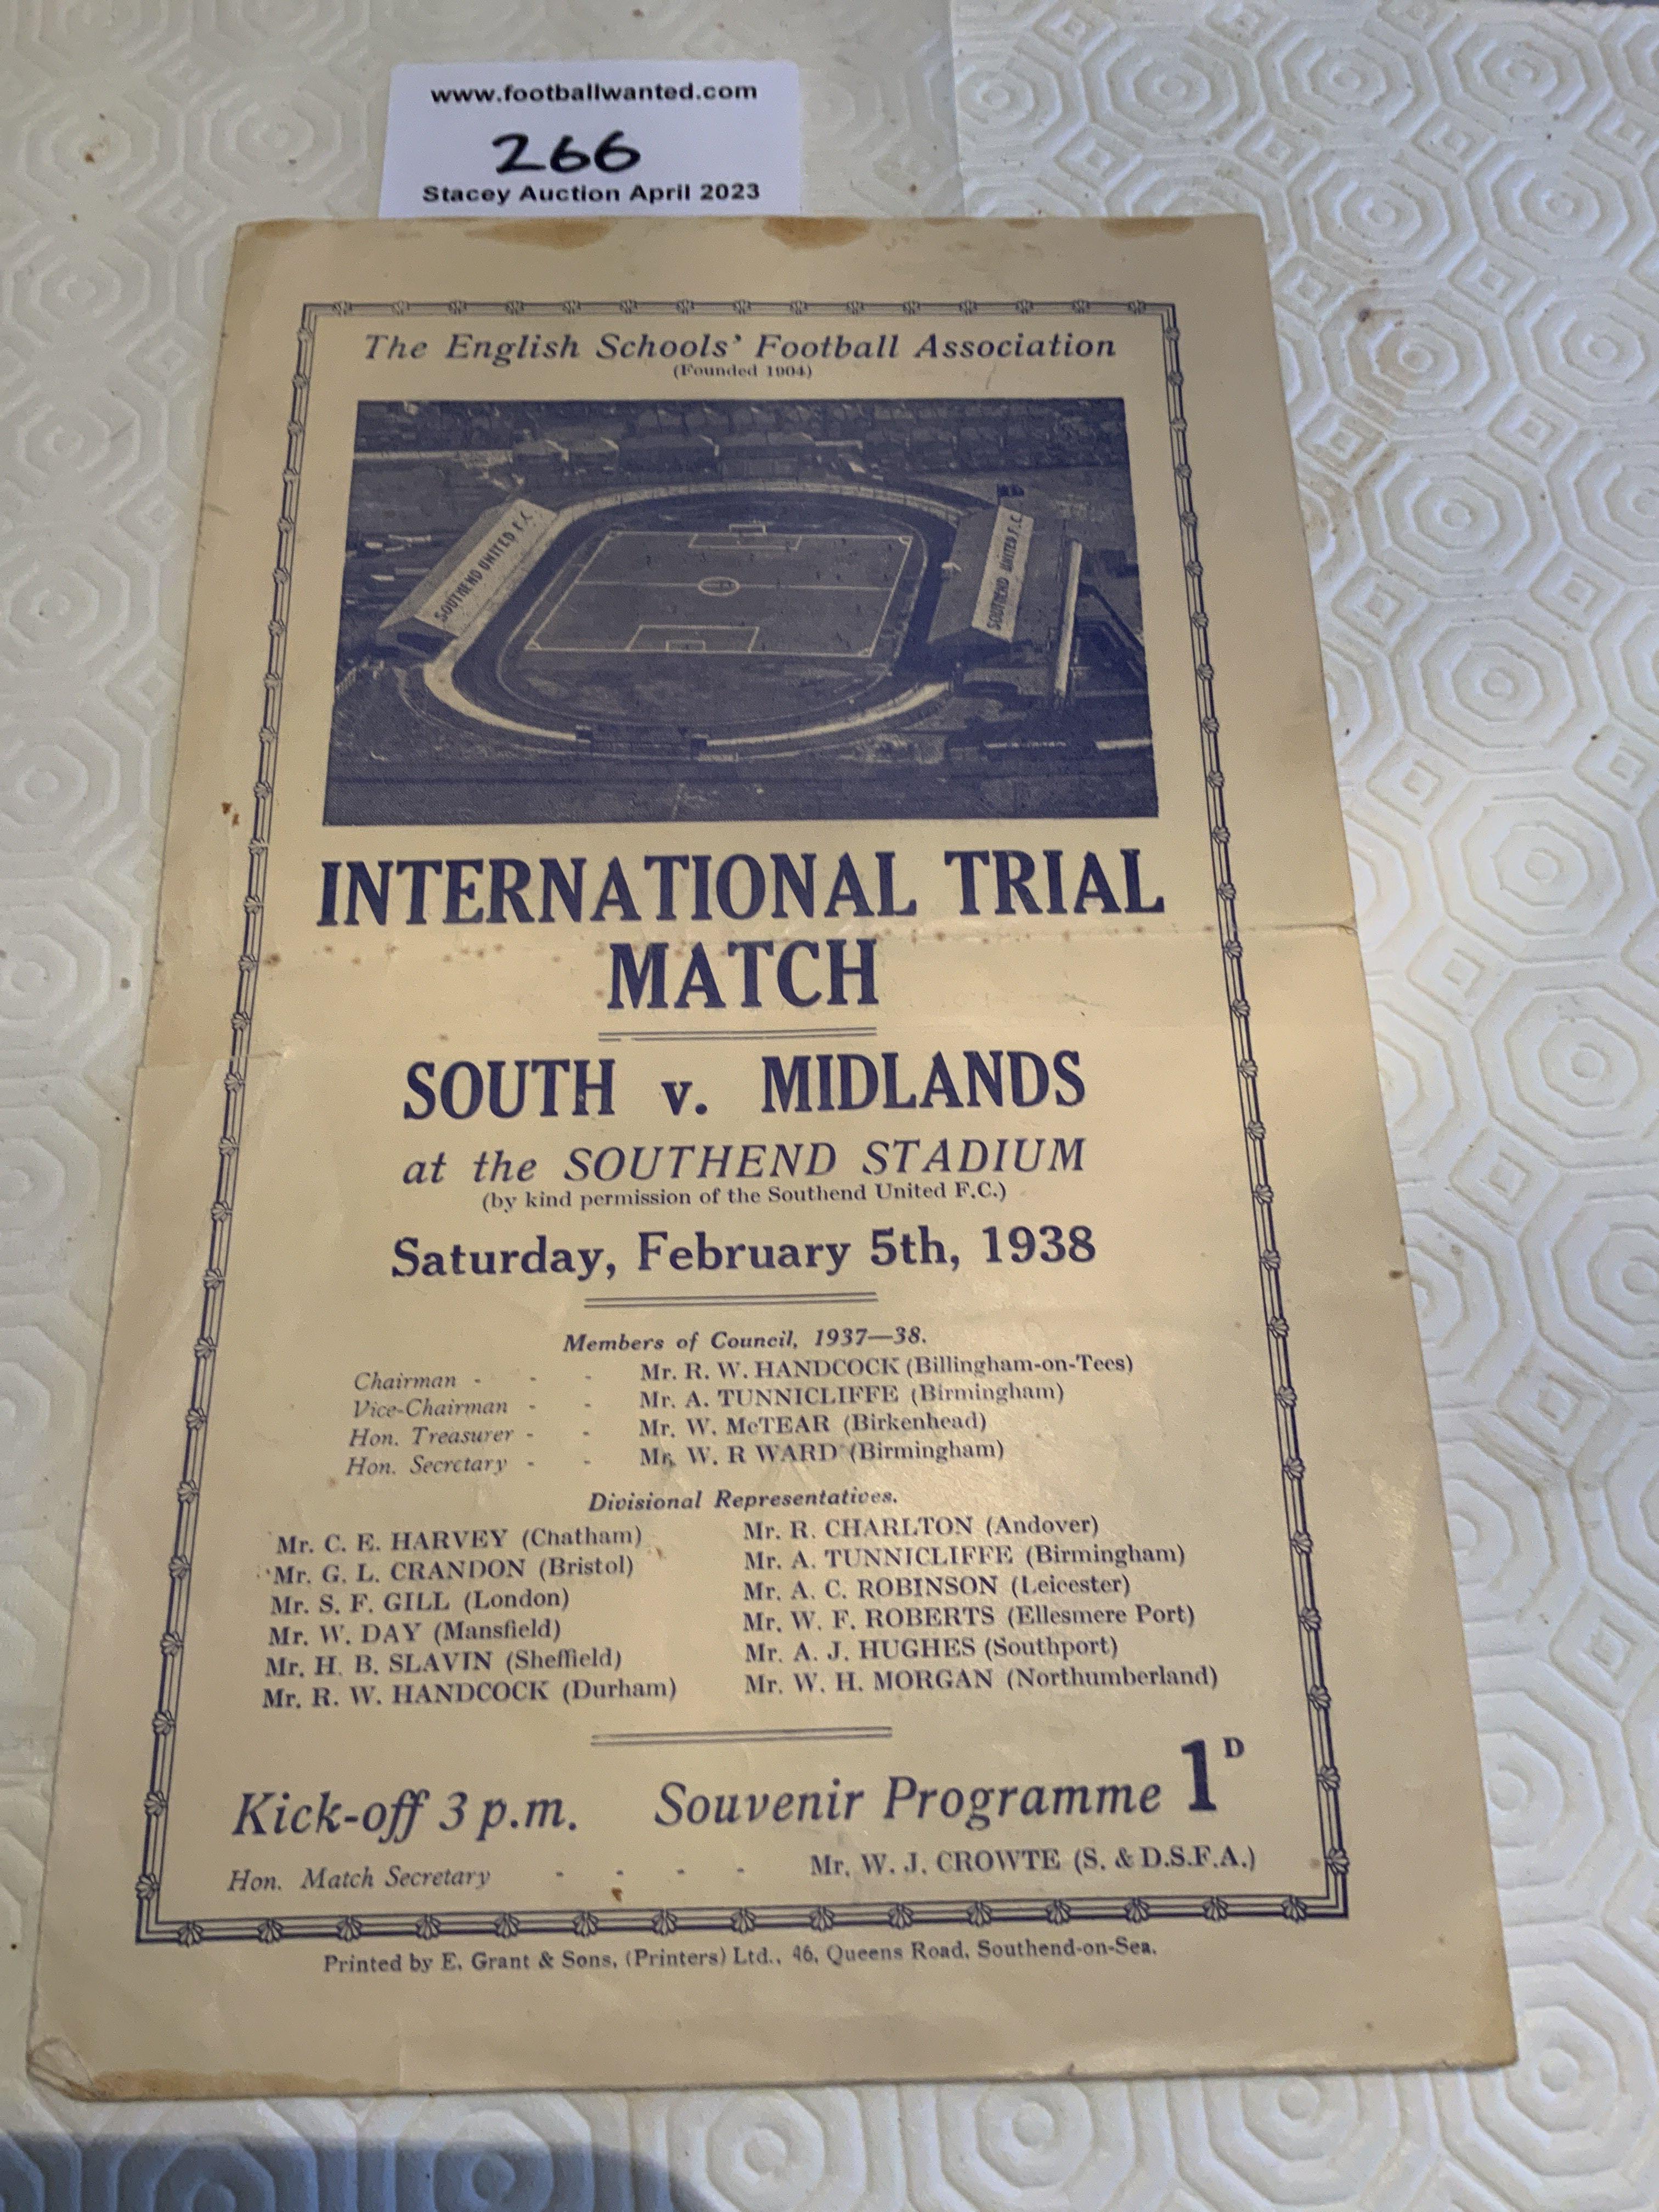 www.footballwanted.com
266
Stacey Auction April 2023
The English Schools' Football Association
(Founded 1904)
SOUTHEND UNITED F.C.
SOUTHEND UNITED F.C.
INTERNATIONAL TRIAL
MATCH
SOUTH v. MIDLANDS
at the SOUTHEND STADIUM
(by kind permission of the Southend United F.C.)
Saturday, February 5th, 1938
Members of Council, 1937—38.
Chairman - - - Mr. R. W. HANDCOCK (Billingham-on-Tees)
Vice-Chairman - - Mr. A. TUNNICLIFFE (Birmingham)
Hon. Treasurer - - Mr. W. McTEAR (Birkenhead)
Hon. Secretary - - Mr. W. R WARD (Birmingham)
Divisional Representatives.
Mr. C. E. HARVEY (Chatham) Mr. R. CHARLTON (Andover)
Mr. G. L. CRANDON (Bristol) Mr. A. TUNNICLIFFE (Birmingham)
Mr. S. F. GILL (London) Mr. A. C. ROBINSON (Leicester)
Mr. W. DAY (Mansfield) Mr. W. F. ROBERTS (Ellesmere Port)
Mr. H. B. SLAVIN (Sheffield) Mr. A. J. HUGHES (Southport)
Mr. R. W. HANDCOCK (Durham) Mr. W. H. MORGAN (Northumberland)
Kick-off 3 p.m. Souvenir Programme 1D
Hon. Match Secretary - - - - Mr. W. J. CROWTE (S. & D.S.F.A.)
Printed by E. Grant & Sons, (Printers) Ltd., 46, Queens Road, Southend-on-Sea.